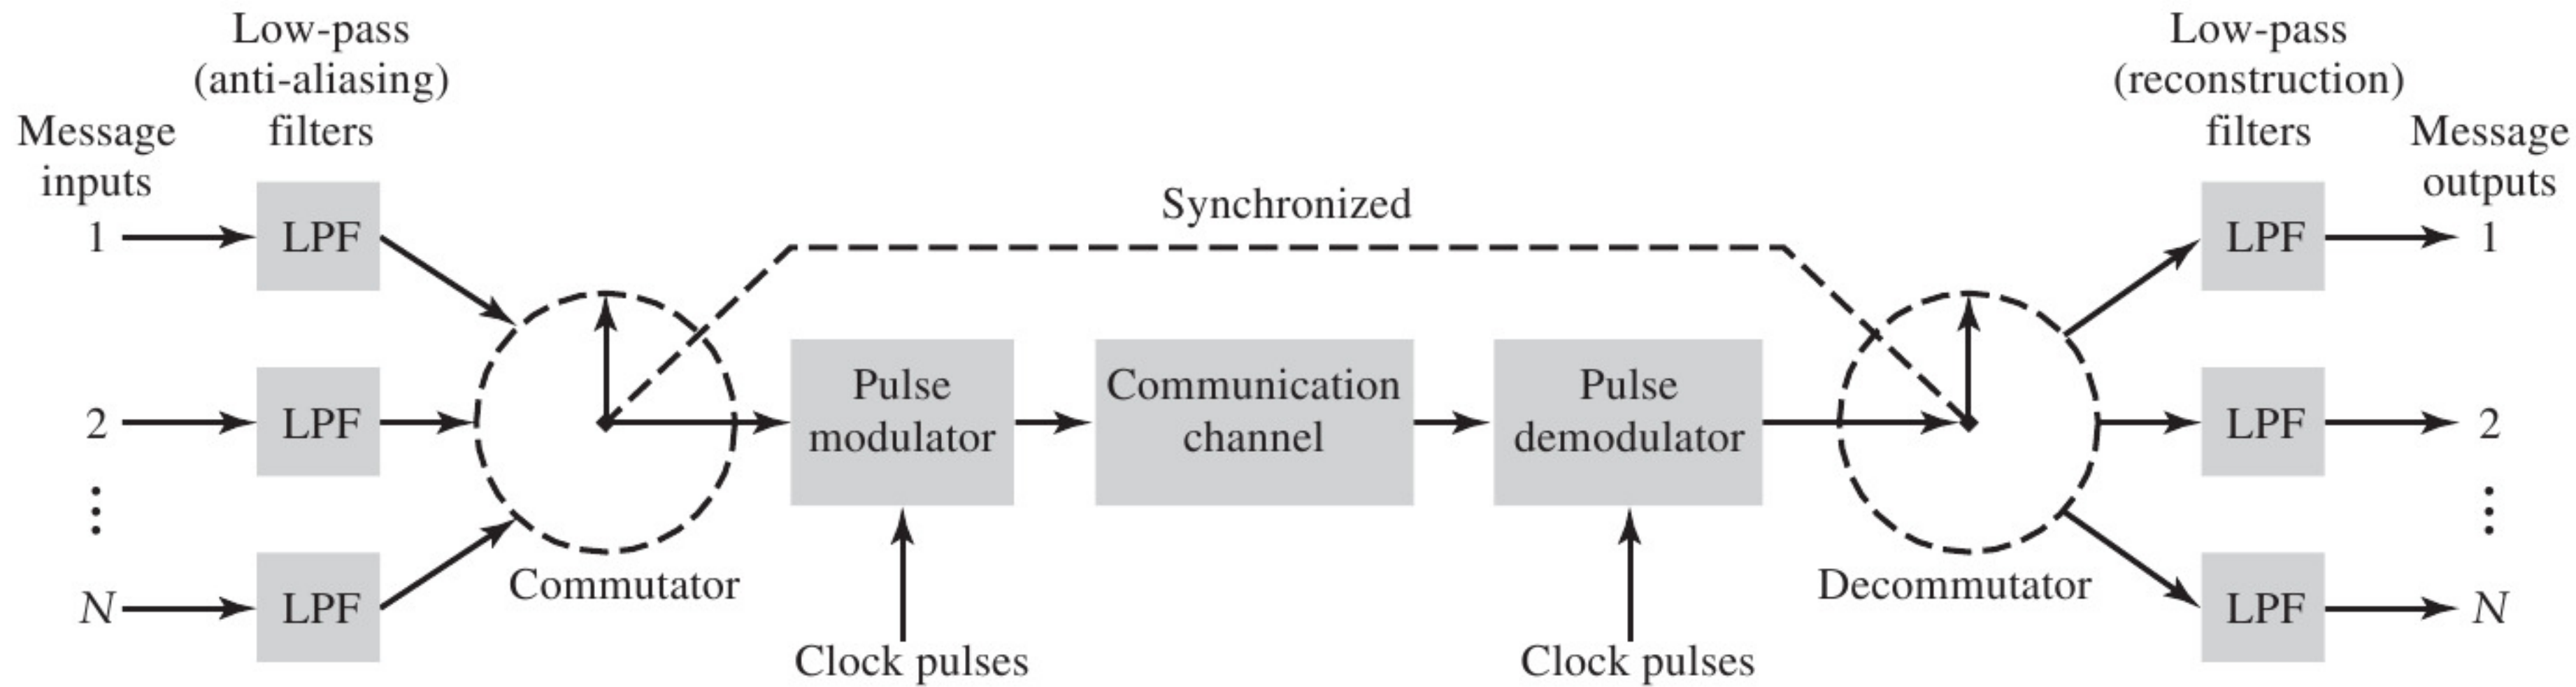 Low-pass
(anti-aliasing)
filters
Message
inputs
1
LPF
2
LPF
N
LPF
Commutator
Synchronized
Pulse
modulator
Clock pulses
Communication
channel
Pulse
demodulator
Clock pulses
Decommutator
Low-pass
(reconstruction)
filters
Message
outputs
LPF
1
LPF
2
LPF
N